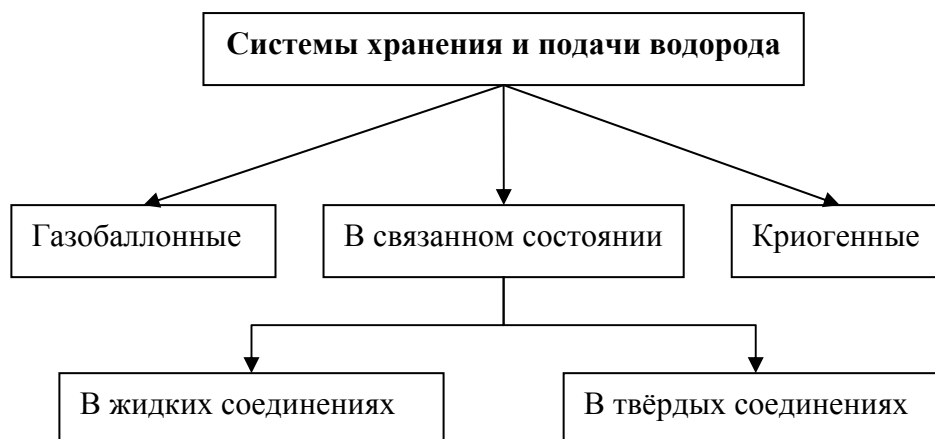 Системы хранения и подачи водорода
Газобаллонные
В связанном состоянии
Криогенные
В жидких соединениях
В твёрдых соединениях